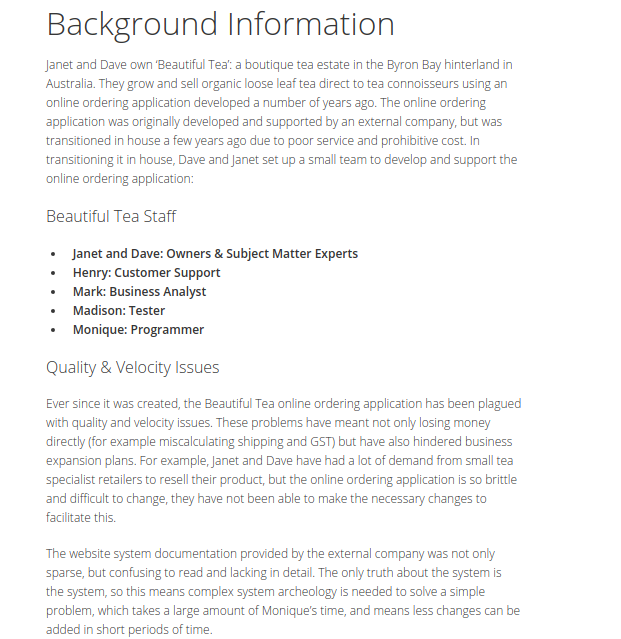 Background Information
Janet and Dave own ‘Beautiful Tea’: a boutique tea estate in the Byron Bay hinterland in
Australia. They grow and sell organic loose leaf tea direct to tea connoisseurs using an
online ordering application developed a number of years ago. The online ordering
application was originally developed and supported by an external company, but was
transitioned in house a few years ago due to poor service and prohibitive cost. In
transitioning it in house, Dave and Janet set up a small team to develop and support the
online ordering application:
Beautiful Tea Staff
• Janet and Dave: Owners & Subject Matter Experts
• Henry: Customer Support
• Mark: Business Analyst
• Madison: Tester
• Monique: Programmer
Quality & Velocity Issues
Ever since it was created, the Beautiful Tea online ordering application has been plagued
with quality and velocity issues. These problems have meant not only losing money
directly (for example miscalculating shipping and GST) but have also hindered business
expansion plans. For example, Janet and Dave have had a lot of demand from small tea
specialist retailers to resell their product, but the online ordering application is so brittle
and difficult to change, they have not been able to make the necessary changes to
facilitate this.
The website system documentation provided by the external company was not only
sparse, but confusing to read and lacking in detail. The only truth about the system is
the system, so this means complex system archeology is needed to solve a simple
problem, which takes a large amount of Monique’s time, and means less changes can be
added in short periods of time.